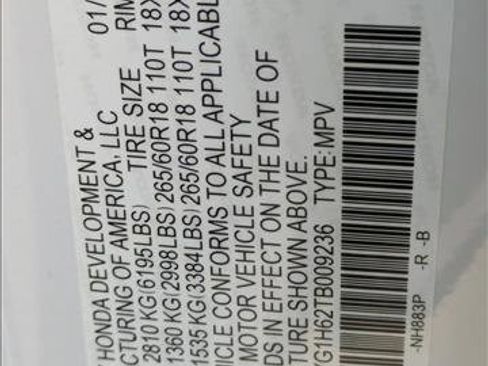 HONDA DEVELOPMENT & 01/
CTURING OF AMERICA, LLC
2810 KG(6195LBS) TIRE SIZE RIM
1360 KG(2998LBS) 265/60R18 110T 18X
1535 KG(3384LBS) 265/60R18 110T 18X
ICLE CONFORMS TO ALL APPLICABL
MOTOR VEHICLE SAFETY
DS IN EFFECT ON THE DATE OF
TURE SHOWN ABOVE.
G1H62TB009236 TYPE:MPV
-NH883P -R -B